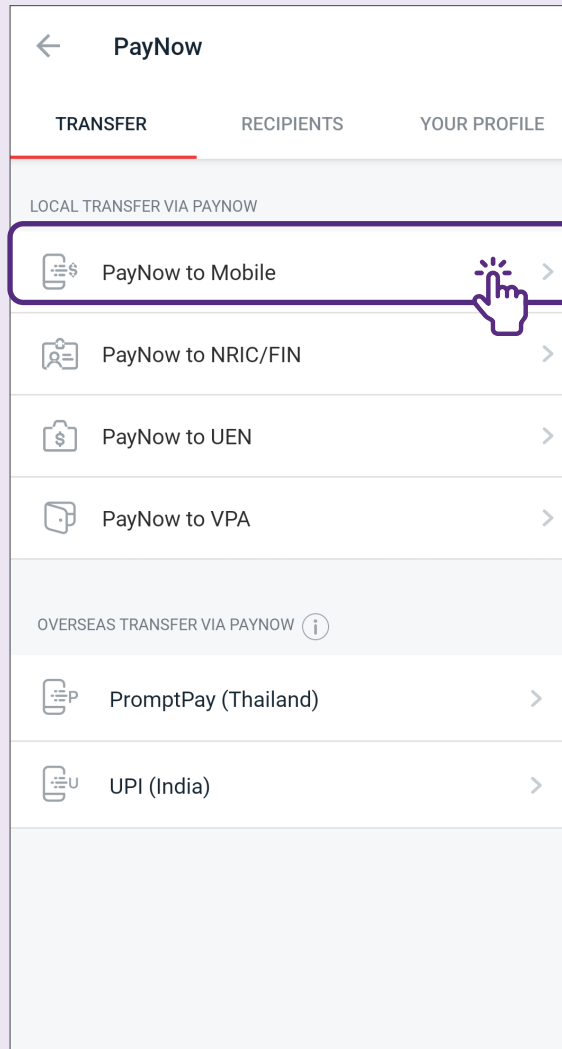 PayNow
TRANSFER RECIPIENTS YOUR PROFILE
LOCAL TRANSFER VIA PAYNOW
PayNow to Mobile
PayNow to NRIC/FIN
PayNow to UEN
PayNow to VPA
OVERSEAS TRANSFER VIA PAYNOW i
P PromptPay (Thailand)
U UPI (India)